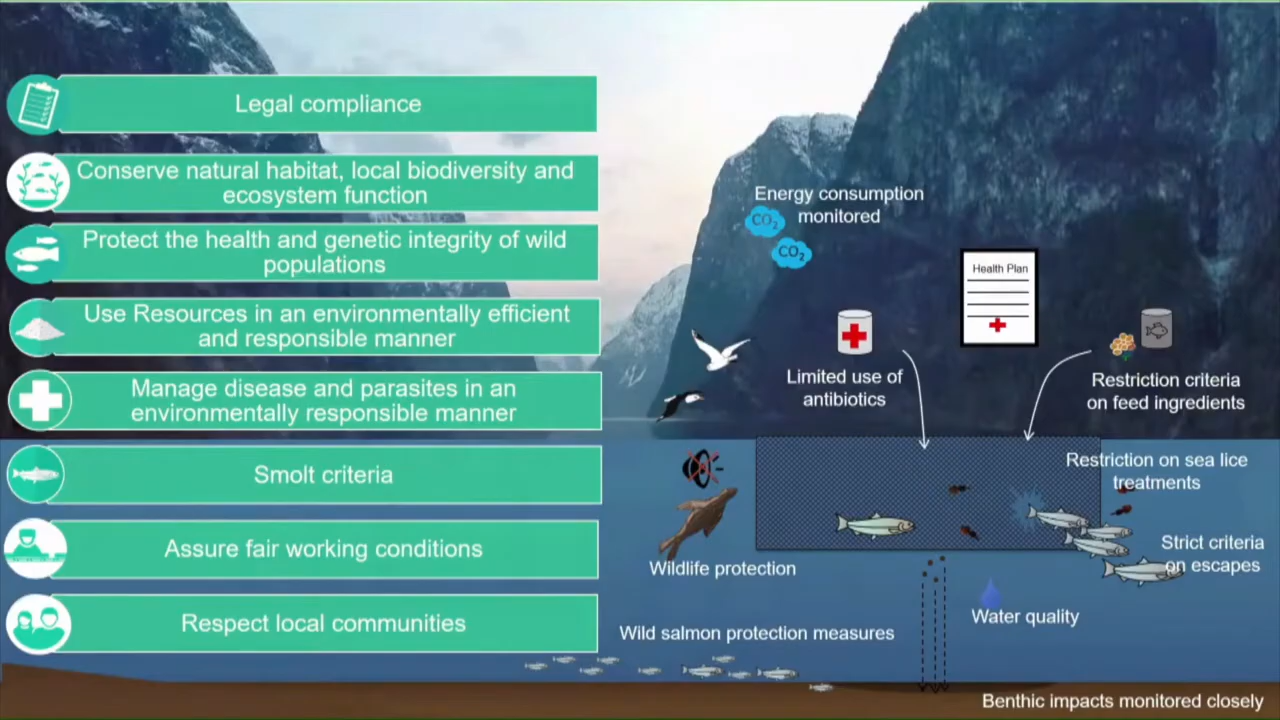 Legal compliance
Conserve natural habitat, local biodiversity and
ecosystem function
Protect the health and genetic integrity of wild
populations
Use Resources in an environmentally efficient
and responsible manner
Manage disease and parasites in an
environmentally responsible manner
Smolt criteria
Assure fair working conditions
Respect local communities
Energy consumption
monitored
CO₂
CO₂
Health Plan
Limited use of
antibiotics
Restriction criteria
on feed ingredients
Restriction on sea lice
treatments
Strict criteria
on escapes
Wildlife protection
Water quality
Wild salmon protection measures
Benthic impacts monitored closely